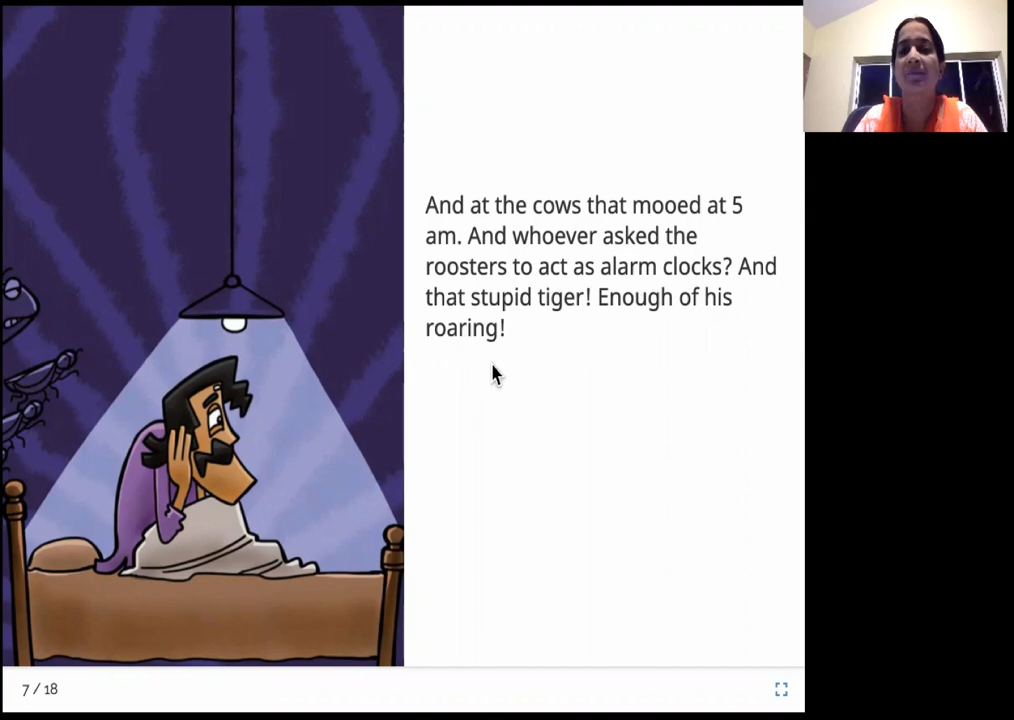 And at the cows that mooed at 5
am. And whoever asked the
roosters to act as alarm clocks? And
that stupid tiger! Enough of his
roaring!
7 / 18